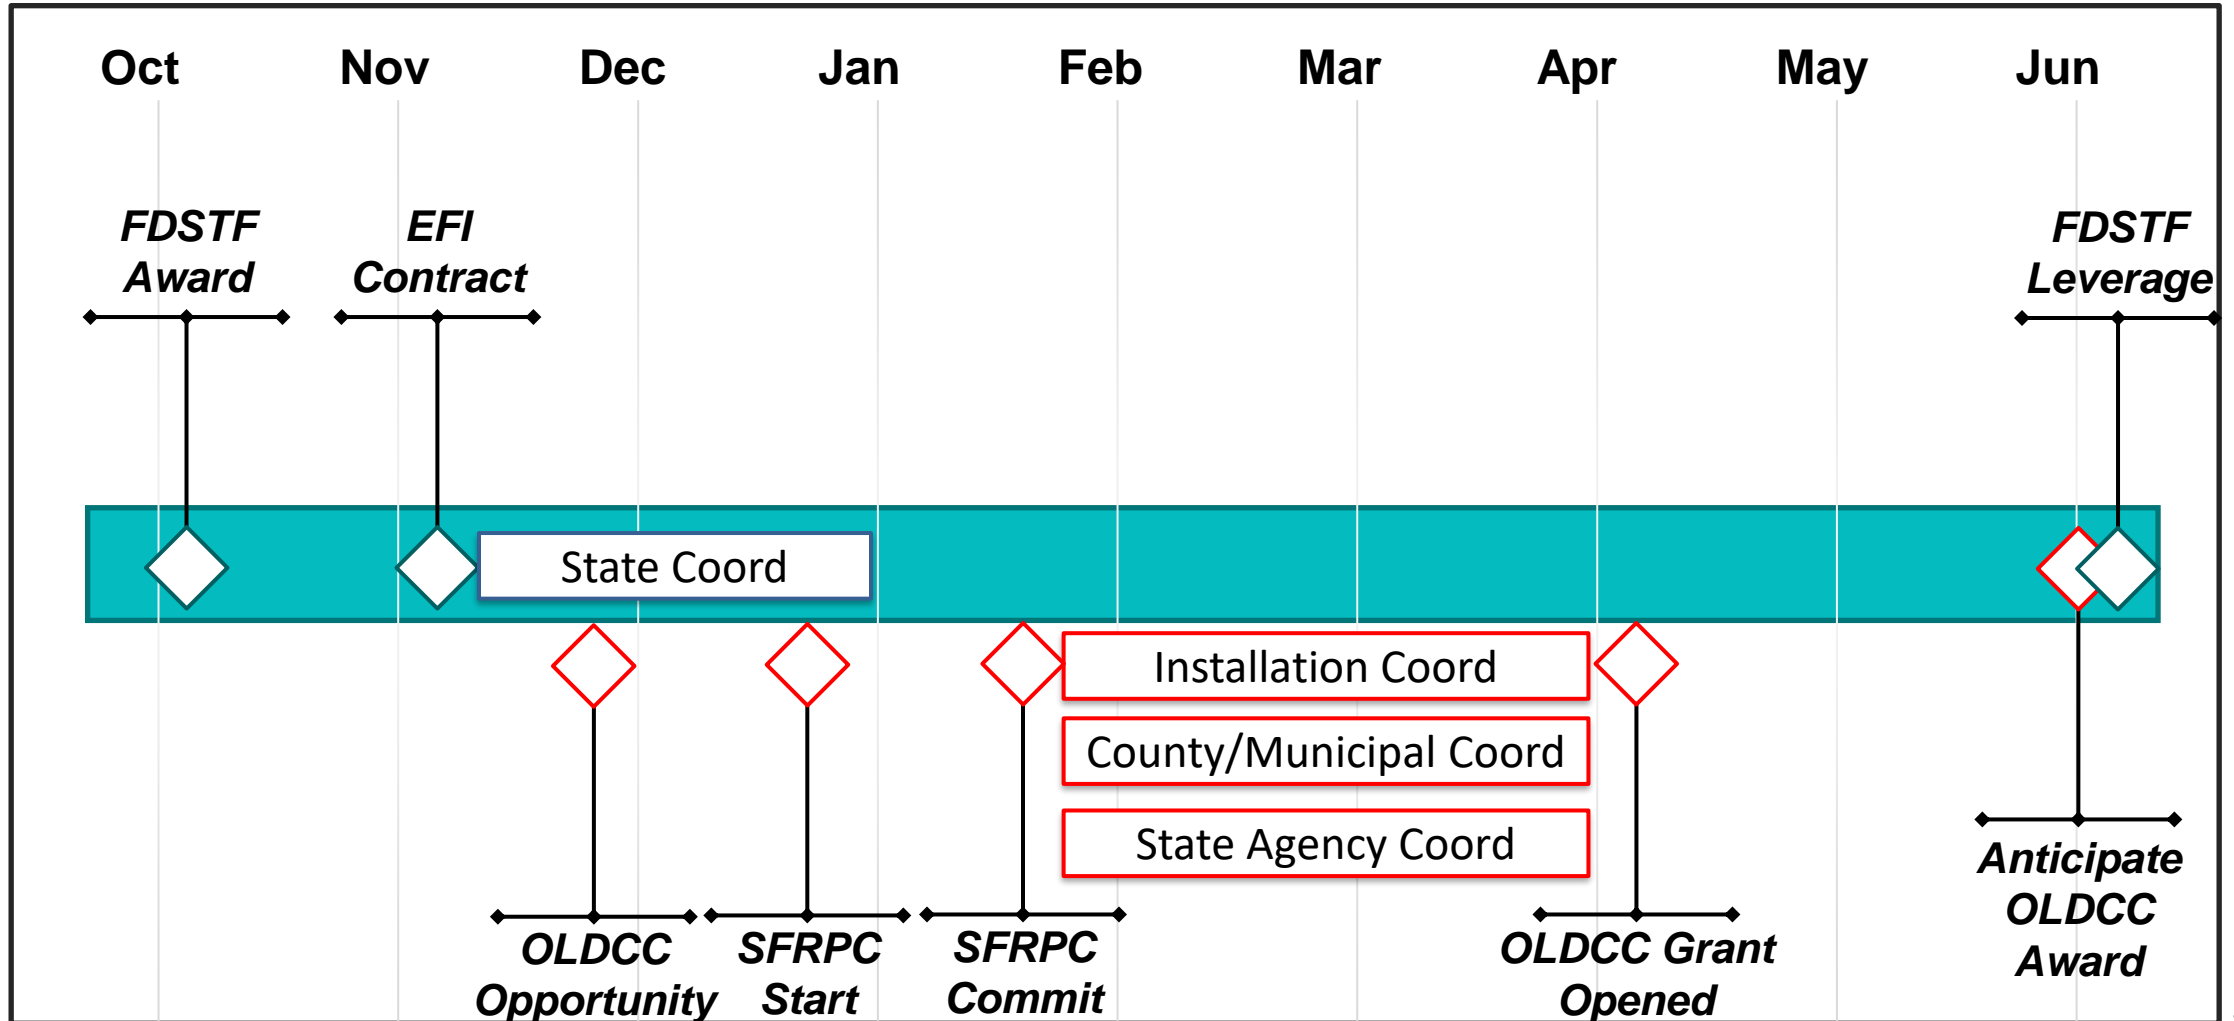 Oct Nov Dec Jan Feb Mar Apr May Jun
FDSTF
Award
EFI
Contract
FDSTF
Leverage
State Coord
Installation Coord
County/Municipal Coord
State Agency Coord
OLDCC
Opportunity
SFRPC
Start
SFRPC
Commit
OLDCC Grant
Opened
Anticipate
OLDCC
Award